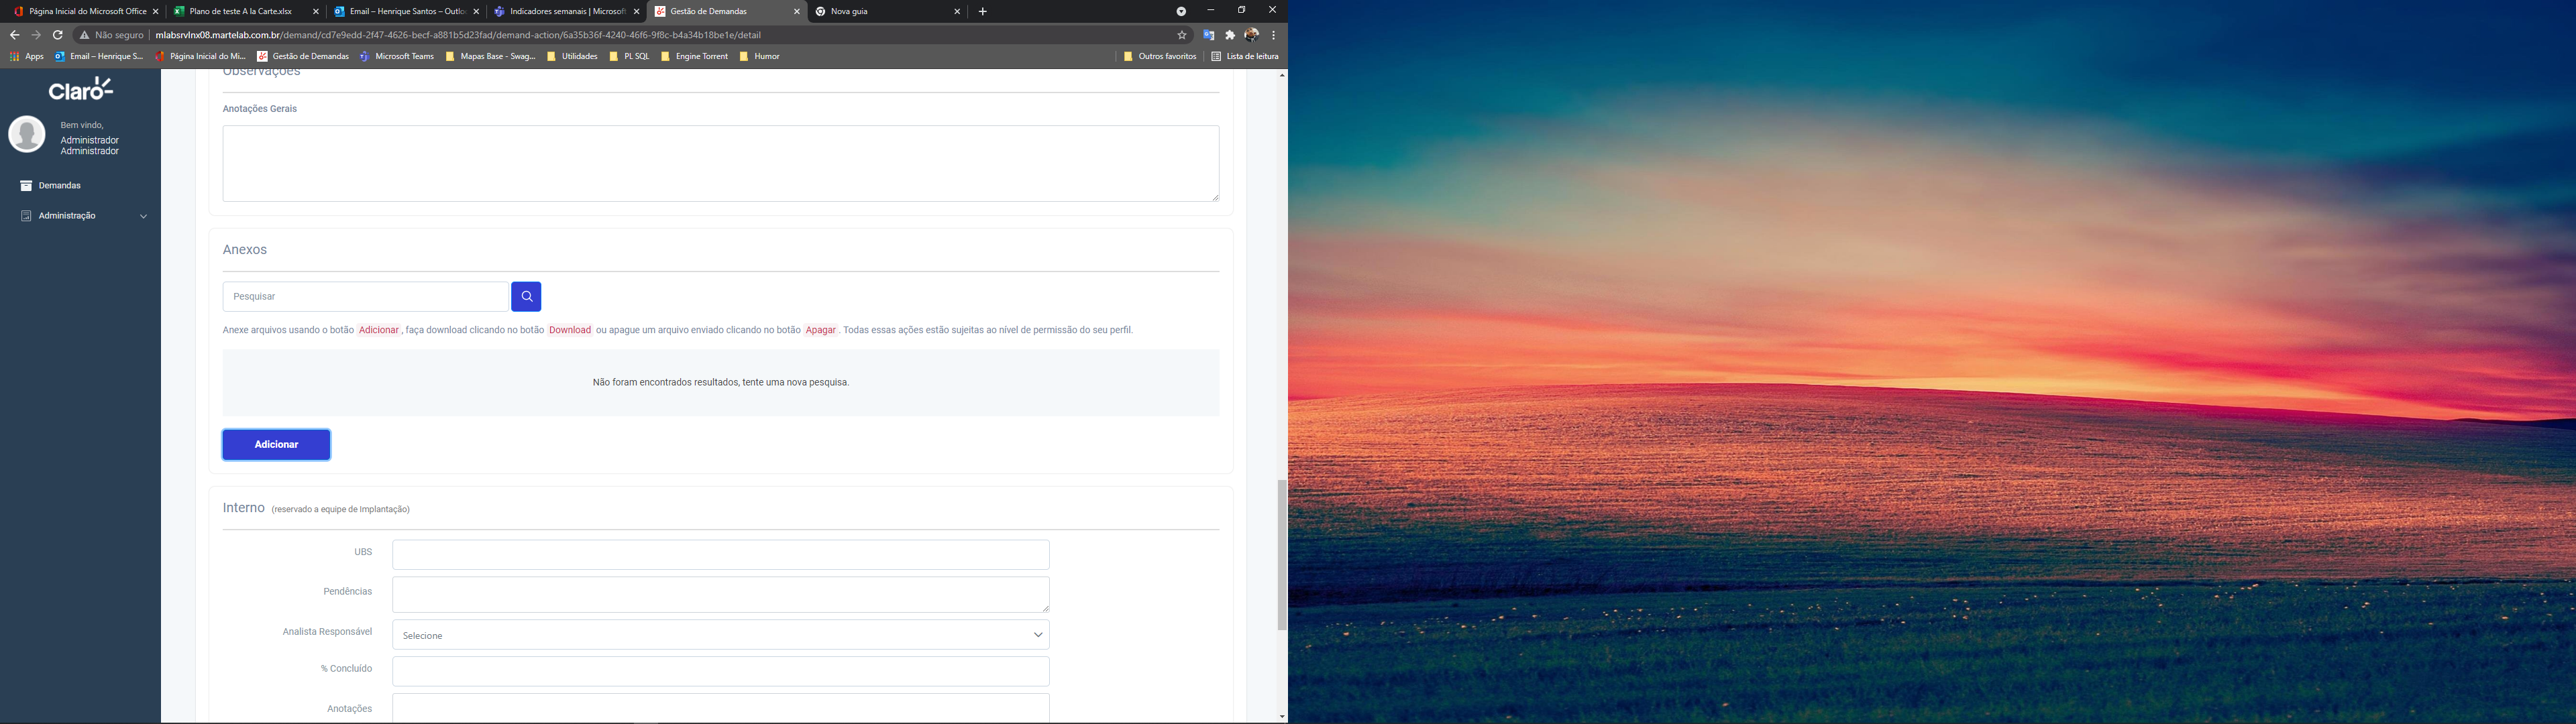 Página Inicial do Microsoft Office
Plano de teste A la Carte.xlsx
Email – Henrique Santos – Outlo
Indicadores semanais | Microsoft
Gestão de Demandas
Nova guia
Não seguro
mlabsrvlnx08.martelab.com.br/demand/cd7e9edd-2f47-4626-becf-a881b5d23fad/demand-action/6a35b36f-4240-46f6-9f8c-b4a34b18be1e/detail
Apps
Email – Henrique S...
Página Inicial do Mi...
Gestão de Demandas
Microsoft Teams
Mapas Base - Swag...
Utilidades
PL SQL
Engine Torrent
Humor
Outros favoritos
Lista de leitura
Claro
Bem vindo,
Administrador
Administrador
Demandas
Administração
Observações
Anotações Gerais
Anexos
Pesquisar
Anexe arquivos usando o botão Adicionar, faça download clicando no botão Download ou apague um arquivo enviado clicando no botão Apagar. Todas essas ações estão sujeitas ao nível de permissão do seu perfil.
Não foram encontrados resultados, tente uma nova pesquisa.
Adicionar
Interno (reservado a equipe de Implantação)
UBS
Pendências
Analista Responsável
Selecione
% Concluído
Anotações